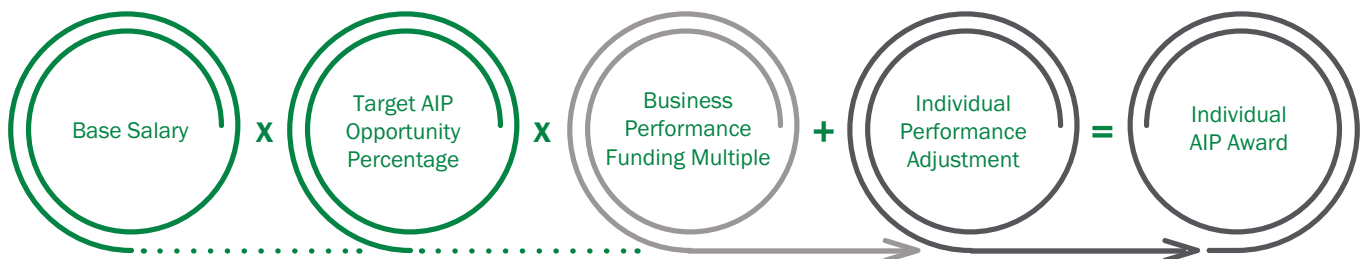 Base Salary
x
Target AIP
Opportunity
Percentage
x
Business
Performance
Funding Multiple
+
Individual
Performance
Adjustment
=
Individual
AIP Award